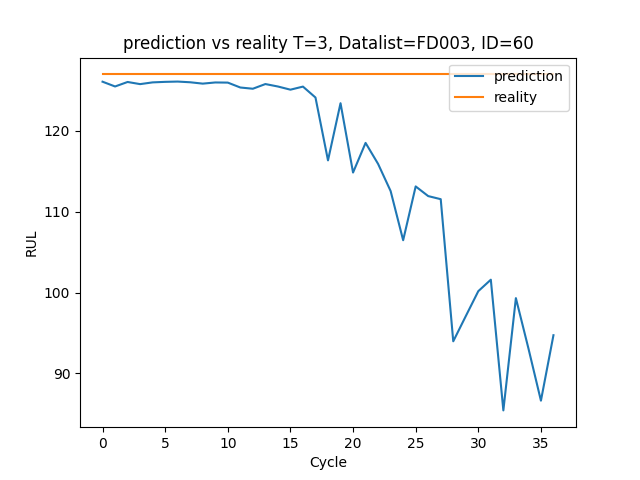 prediction vs reality T=3, Datalist=FD003, ID=60
prediction
reality
120
110
100
90
RUL
0 5 10 15 20 25 30 35
Cycle